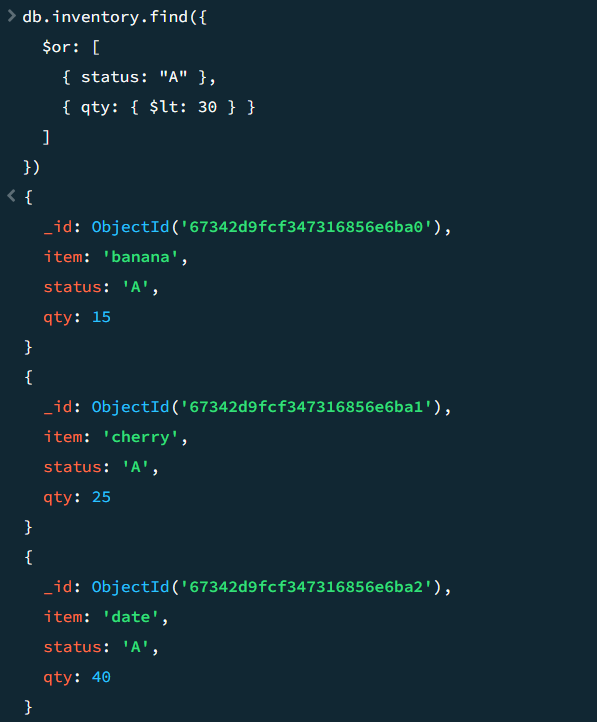 > db.inventory.find({
$or: [
{ status: "A" },
{ qty: { $lt: 30 } }
]
})
< {
_id: ObjectId('67342d9fcf347316856e6ba0'),
item: 'banana',
status: 'A',
qty: 15
}
{
_id: ObjectId('67342d9fcf347316856e6ba1'),
item: 'cherry',
status: 'A',
qty: 25
}
{
_id: ObjectId('67342d9fcf347316856e6ba2'),
item: 'date',
status: 'A',
qty: 40
}